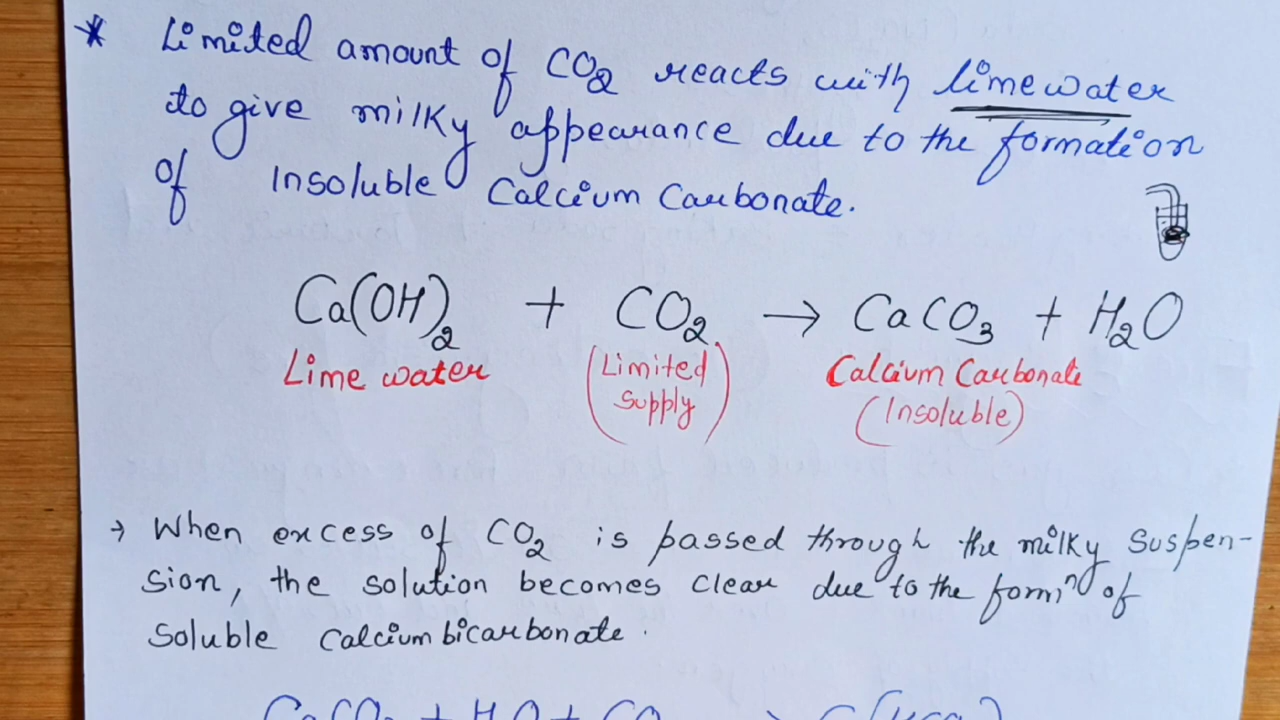 * Limited amount of CO₂ reacts with limewater
to give milky appearance due to the formation
of Insoluble Calcium Carbonate.
Ca(OH)₂ + CO₂ → CaCO₃ + H₂O
Lime water (Limited Supply) Calcium Carbonate (Insoluble)
→ When excess of CO₂ is passed through the milky suspen-
sion, the solution becomes clear due to the formⁿ of
soluble calcium bicarbonate.